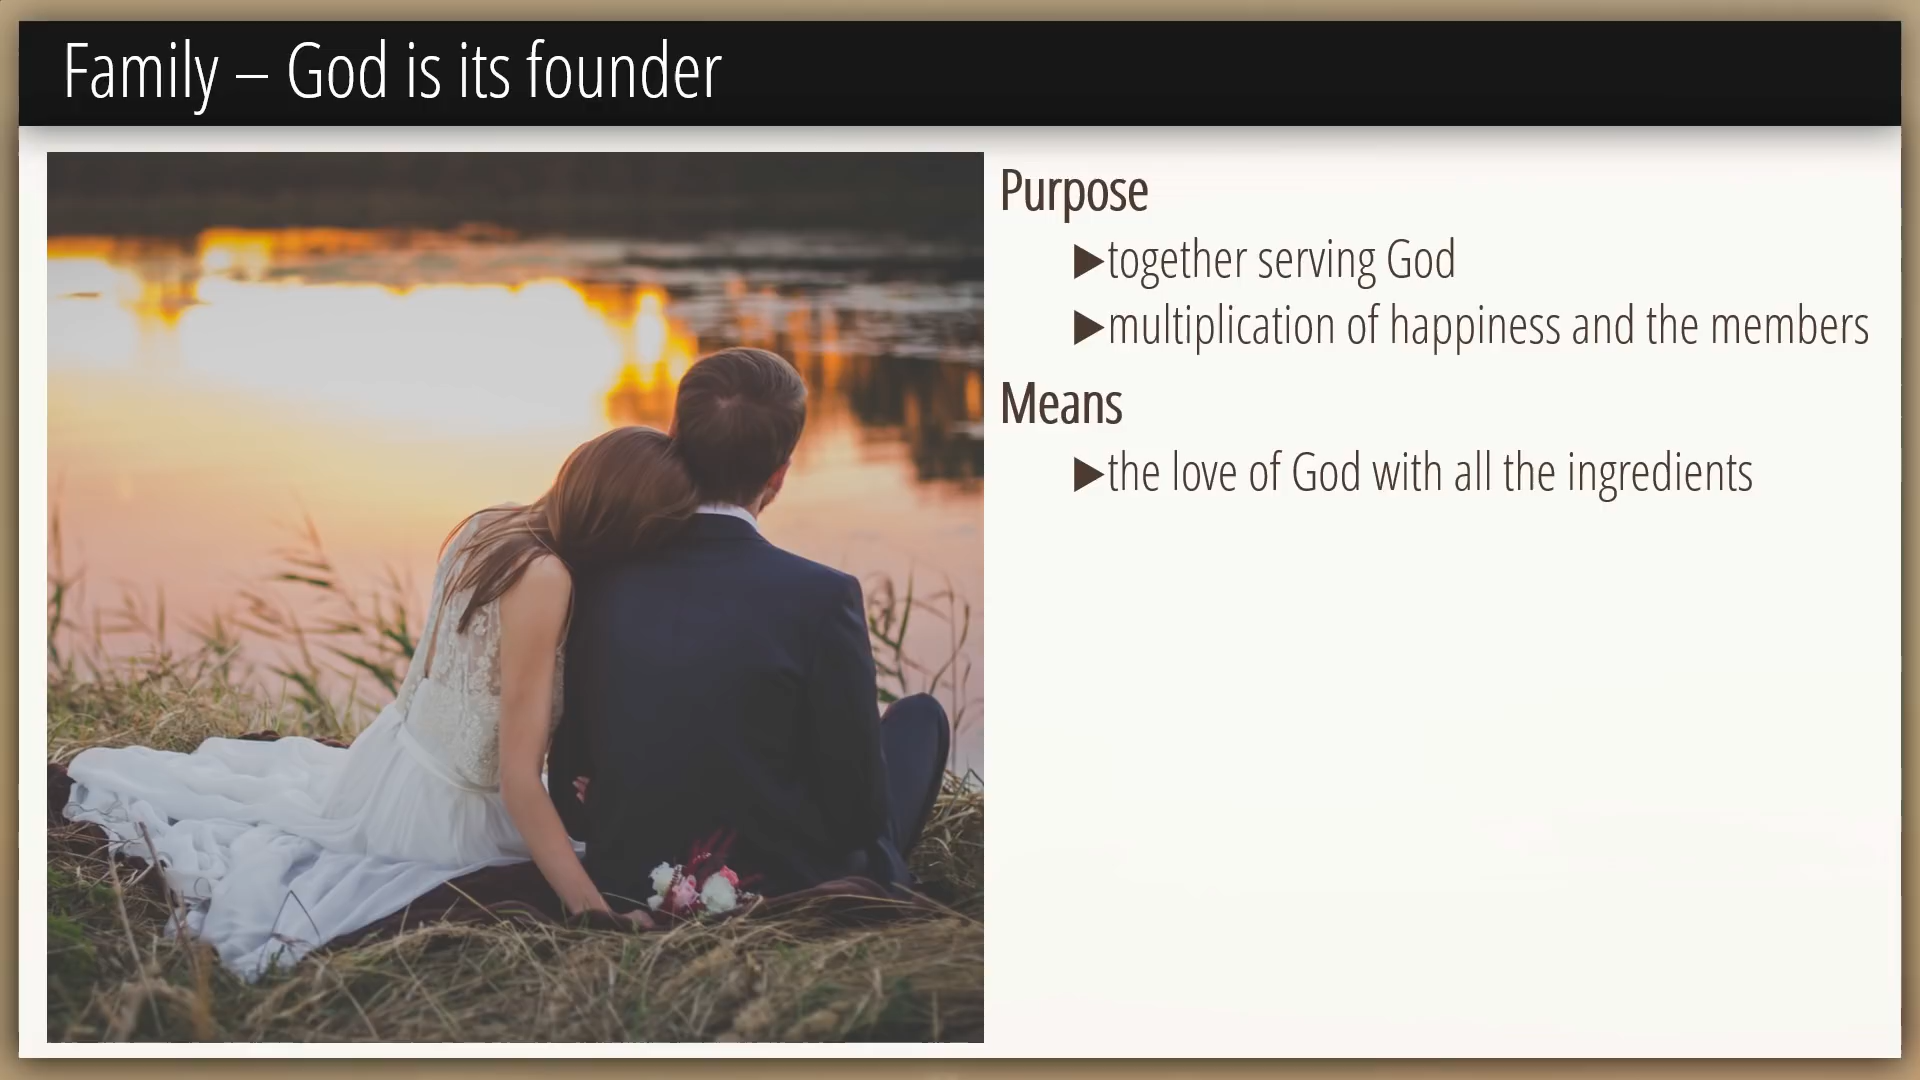 Family – God is its founder
Purpose
▶together serving God
▶multiplication of happiness and the members
Means
▶the love of God with all the ingredients